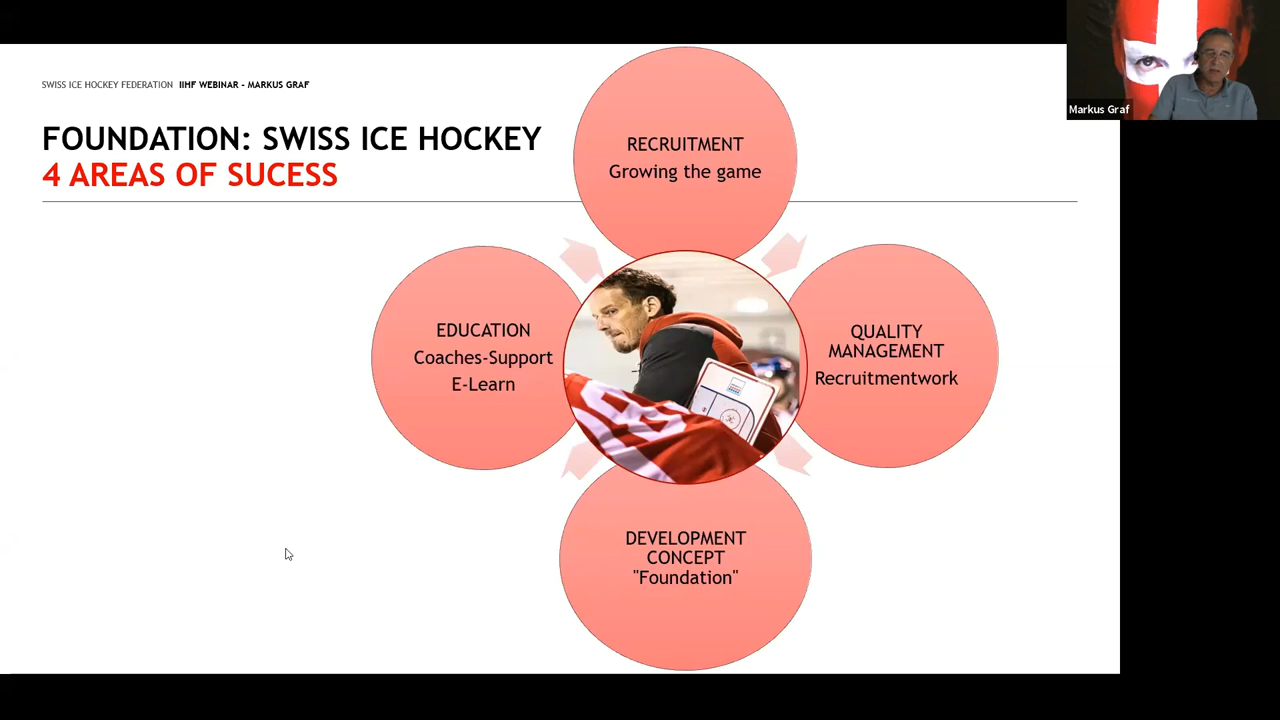 SWISS ICE HOCKEY FEDERATION IIHF WEBINAR - MARKUS GRAF
FOUNDATION: SWISS ICE HOCKEY
4 AREAS OF SUCESS
RECRUITMENT
Growing the game
EDUCATION
Coaches-Support
E-Learn
QUALITY
MANAGEMENT
Recruitmentwork
DEVELOPMENT
CONCEPT
"Foundation"
Markus Graf